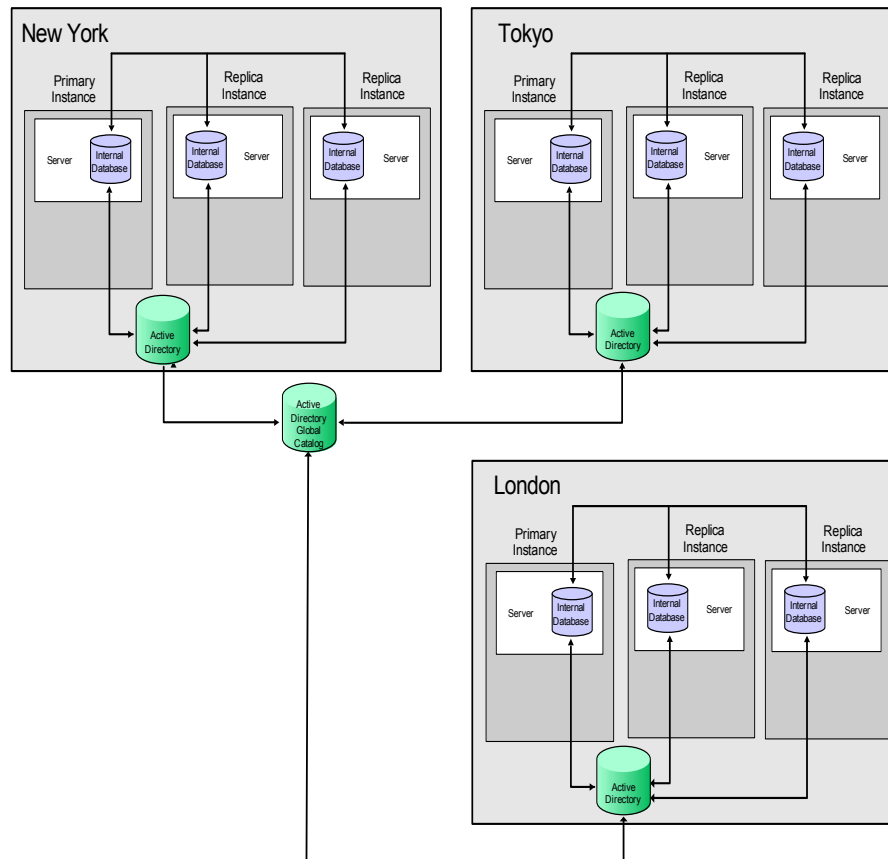 New York
Primary
Instance
Replica
Instance
Replica
Instance
Server
Internal
Database
Internal
Database
Server
Internal
Database
Server
Active
Directory
Tokyo
Primary
Instance
Replica
Instance
Replica
Instance
Server
Internal
Database
Internal
Database
Server
Internal
Database
Server
Active
Directory
Active
Directory
Global
Catalog
London
Primary
Instance
Replica
Instance
Replica
Instance
Server
Internal
Database
Internal
Database
Server
Internal
Database
Server
Active
Directory